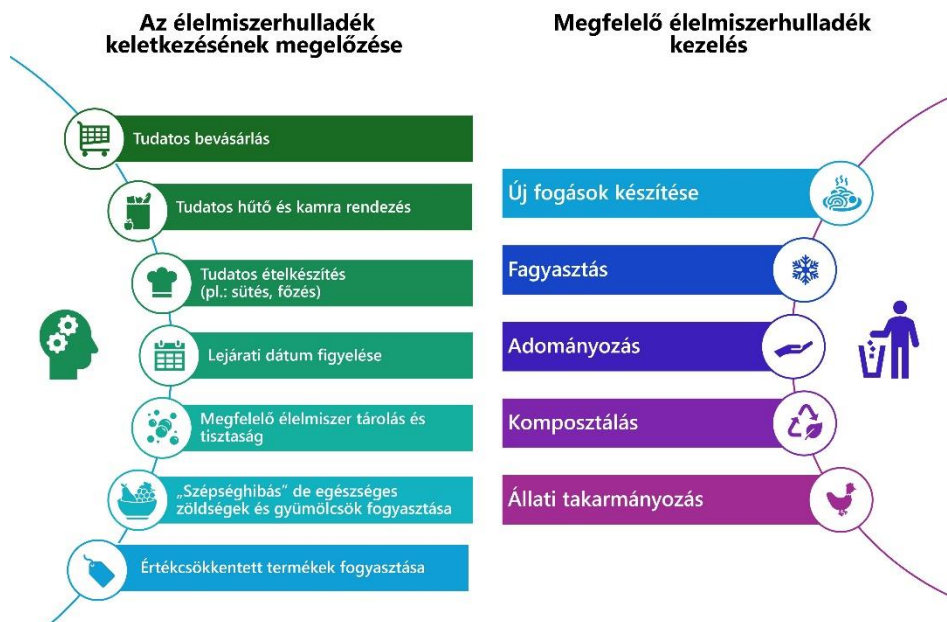 Az élelmiszerhulladék
keletkezésének megelőzése
Tudatos bevásárlás
Tudatos hűtő és kamra rendezés
Tudatos ételkészítés
(pl.: sütés, főzés)
Lejárati dátum figyelése
Megfelelő élelmiszer tárolás és
tisztaság
„Szépséghibás" de egészséges
zöldségek és gyümölcsök fogyasztása
Értékcsökkentett termékek fogyasztása
Megfelelő élelmiszerhulladék
kezelés
Új fogások készítése
Fagyasztás
Adományozás
Komposztálás
Állati takarmányozás